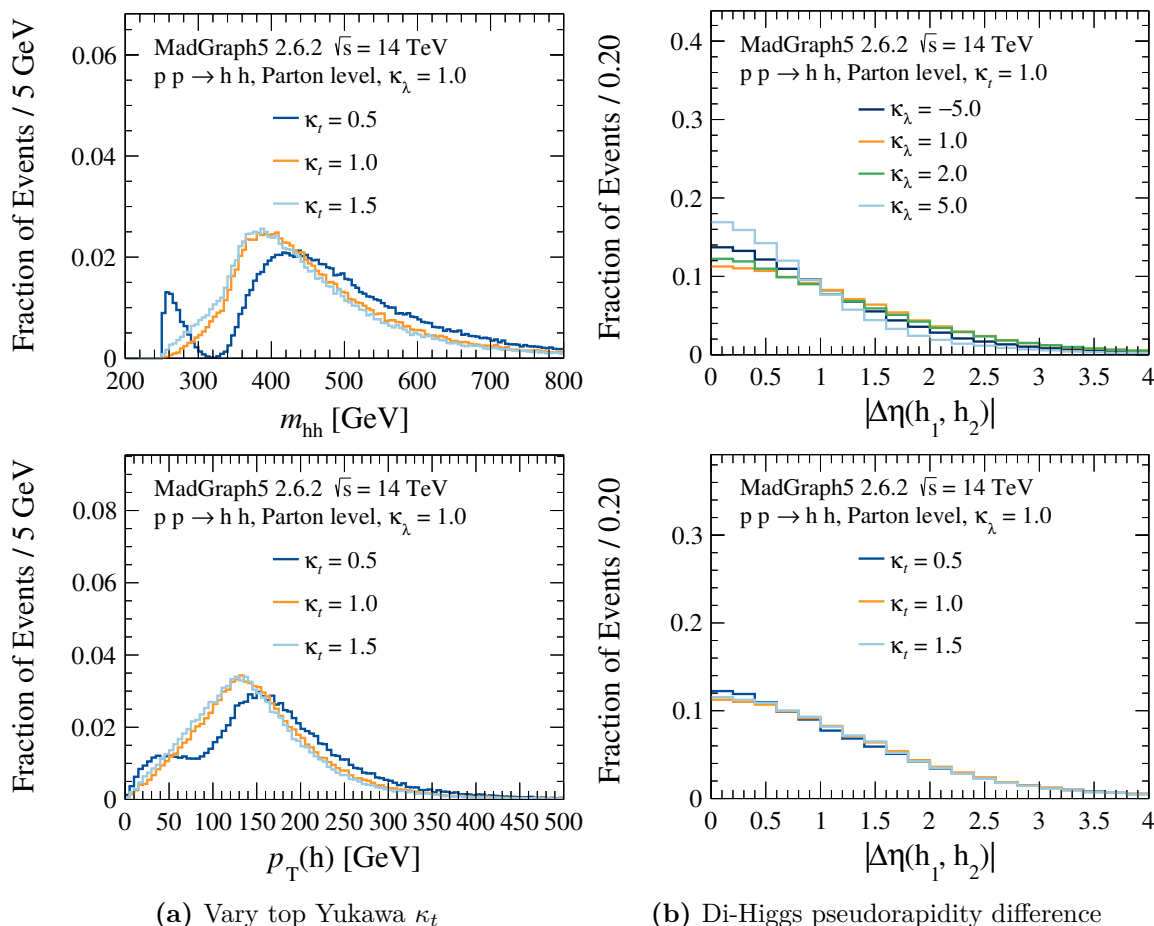 Fraction of Events / 5 GeV
0.06
0.04
0.02
0
MadGraph5 2.6.2 √s = 14 TeV
p p → h h, Parton level, κλ = 1.0
κt = 0.5
κt = 1.0
κt = 1.5
200 300 400 500 600 700 800
mhh [GeV]
Fraction of Events / 0.20
0.4
0.3
0.2
0.1
0
MadGraph5 2.6.2 √s = 14 TeV
p p → h h, Parton level, κt = 1.0
κλ = −5.0
κλ = 1.0
κλ = 2.0
κλ = 5.0
0 0.5 1 1.5 2 2.5 3 3.5 4
|Δη(h1, h2)|
Fraction of Events / 5 GeV
0.08
0.06
0.04
0.02
0
MadGraph5 2.6.2 √s = 14 TeV
p p → h h, Parton level, κλ = 1.0
κt = 0.5
κt = 1.0
κt = 1.5
0 50 100 150 200 250 300 350 400 450 500
pT(h) [GeV]
Fraction of Events / 0.20
0.3
0.2
0.1
0
MadGraph5 2.6.2 √s = 14 TeV
p p → h h, Parton level, κλ = 1.0
κt = 0.5
κt = 1.0
κt = 1.5
0 0.5 1 1.5 2 2.5 3 3.5 4
|Δη(h1, h2)|
(a) Vary top Yukawa κt
(b) Di-Higgs pseudorapidity difference